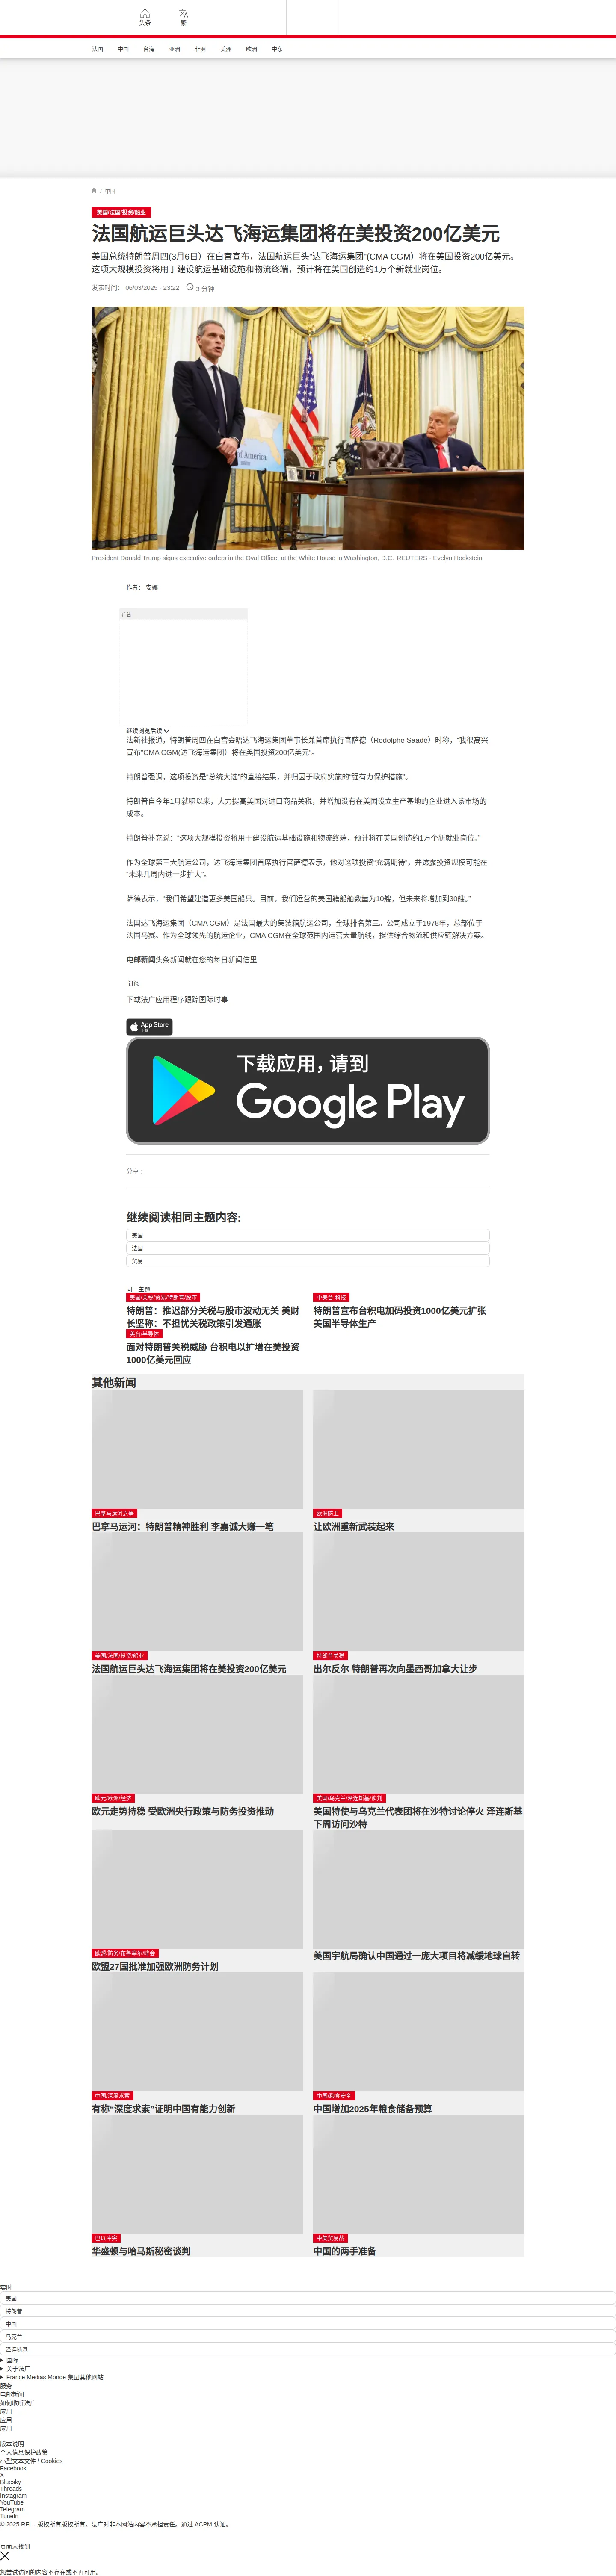 头条
繁
法国 中国 台海 亚洲 非洲 美洲 欧洲 中东
/ 中国
美国/法国/投资/船业
法国航运巨头达飞海运集团将在美投资200亿美元
美国总统特朗普周四(3月6日）在白宫宣布，法国航运巨头“达飞海运集团”(CMA CGM）将在美国投资200亿美元。
这项大规模投资将用于建设航运基础设施和物流终端，预计将在美国创造约1万个新就业岗位。
发表时间： 06/03/2025 - 23:22 3 分钟
President Donald Trump signs executive orders in the Oval Office, at the White House in Washington, D.C. REUTERS - Evelyn Hockstein
作者： 安娜
广告
继续浏览后续
法新社报道，特朗普周四在白宫会晤达飞海运集团董事长兼首席执行官萨德（Rodolphe Saadé）时称，“我很高兴
宣布”CMA CGM(达飞海运集团）将在美国投资200亿美元”。
特朗普强调，这项投资是“总统大选”的直接结果，并归因于政府实施的“强有力保护措施”。
特朗普自今年1月就职以来，大力提高美国对进口商品关税，并增加没有在美国设立生产基地的企业进入该市场的
成本。
特朗普补充说：“这项大规模投资将用于建设航运基础设施和物流终端，预计将在美国创造约1万个新就业岗位。”
作为全球第三大航运公司，达飞海运集团首席执行官萨德表示，他对这项投资“充满期待”，并透露投资规模可能在
“未来几周内进一步扩大”。
萨德表示，“我们希望建造更多美国船只。目前，我们运营的美国籍船舶数量为10艘，但未来将增加到30艘。”
法国达飞海运集团（CMA CGM）是法国最大的集装箱航运公司，全球排名第三。公司成立于1978年，总部位于
法国马赛。作为全球领先的航运企业，CMA CGM在全球范围内运营大量航线，提供综合物流和供应链解决方案。
电邮新闻头条新闻就在您的每日新闻信里
订阅
下载法广应用程序跟踪国际时事
App Store
下载
下载应用，请到
Google Play
分享 :
继续阅读相同主题内容:
美国
法国
贸易
同一主题
美国/关税/贸易/特朗普/股市
特朗普：推迟部分关税与股市波动无关 美财
长坚称：不担忧关税政策引发通胀
中美台·科技
特朗普宣布台积电加码投资1000亿美元扩张
美国半导体生产
美台/半导体
面对特朗普关税威胁 台积电以扩增在美投资
1000亿美元回应
其他新闻
巴拿马运河之争
巴拿马运河：特朗普精神胜利 李嘉诚大赚一笔
欧洲防卫
让欧洲重新武装起来
美国/法国/投资/船业
法国航运巨头达飞海运集团将在美投资200亿美元
特朗普关税
出尔反尔 特朗普再次向墨西哥加拿大让步
欧元/欧洲/经济
欧元走势持稳 受欧洲央行政策与防务投资推动
美国/马克兰/泽连斯基/谈判
美国特使与乌克兰代表团将在沙特讨论停火 泽连斯基
下周访问沙特
欧盟/防务/布鲁塞尔/峰会
欧盟27国批准加强欧洲防务计划
美国宇航局确认中国通过一庞大项目将减缓地球自转
中国/深度求索
有称“深度求索”证明中国有能力创新
中国/粮食安全
中国增加2025年粮食储备预算
巴以冲突
华盛顿与哈马斯秘密谈判
中美贸易战
中国的两手准备
实时
美国
特朗普
中国
乌克兰
泽连斯基
国际
关于法广
France Médias Monde 集团其他网站
服务
电邮新闻
如何收听法广
应用
应用
应用
版本说明
个人信息保护政策
小型文本文件 / Cookies
Facebook
X
Bluesky
Threads
Instagram
YouTube
Telegram
TuneIn
© 2025 RFI – 版权所有版权所有。法广对非本网站内容不承担责任。通过 ACPM 认证。
页面未找到
您尝试访问的内容不存在或不再可用。